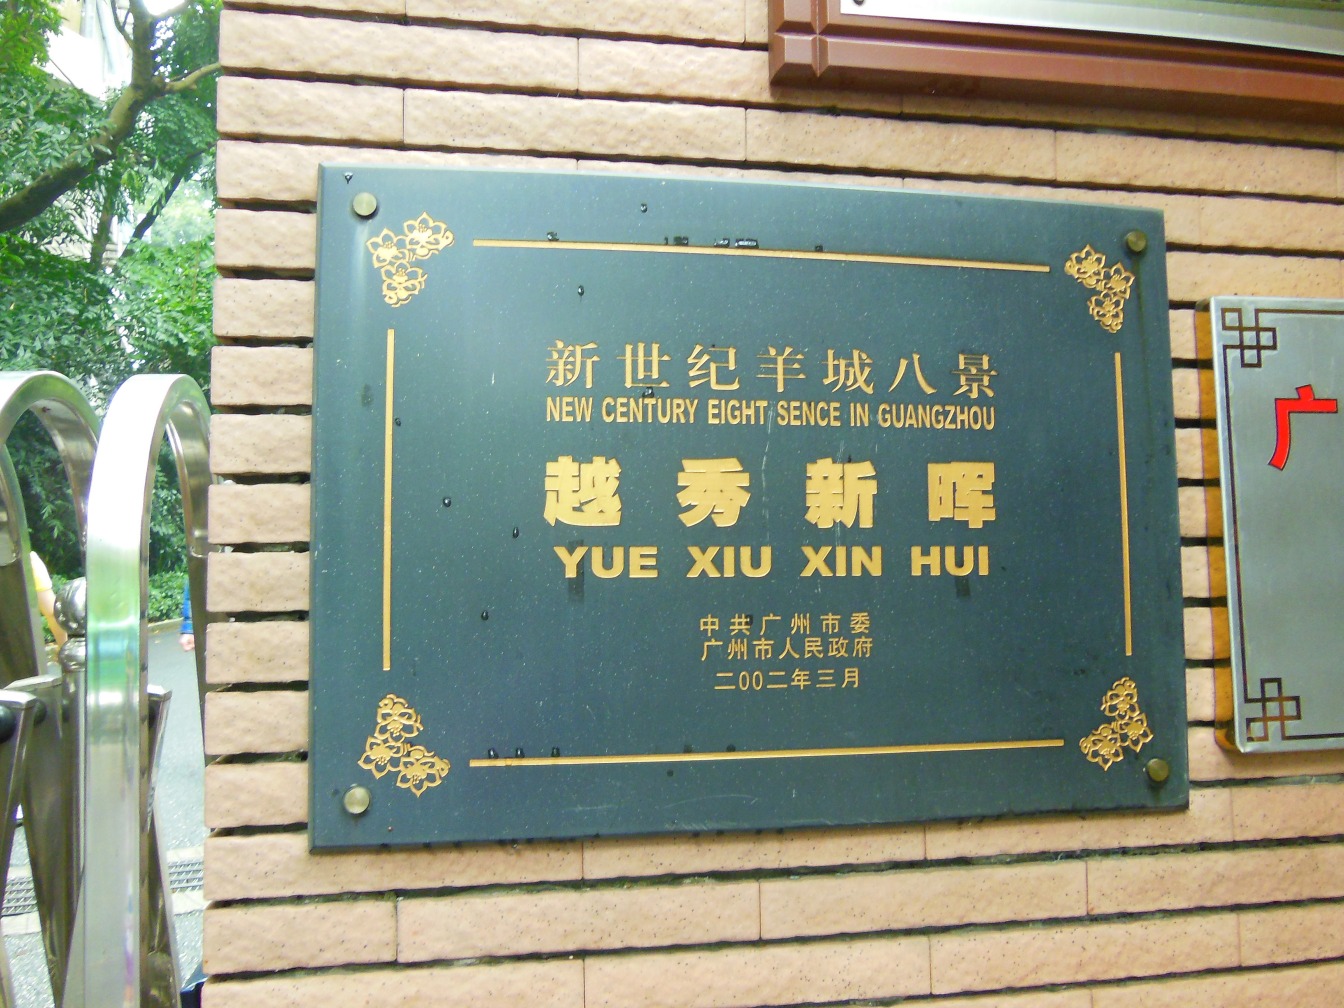 新世纪羊城八景
NEW CENTURY EIGHT SENCE IN GUANGZHOU
越秀新晖
YUE XIU XIN HUI
中共广州市委
广州市人民政府
二00二年三月
广